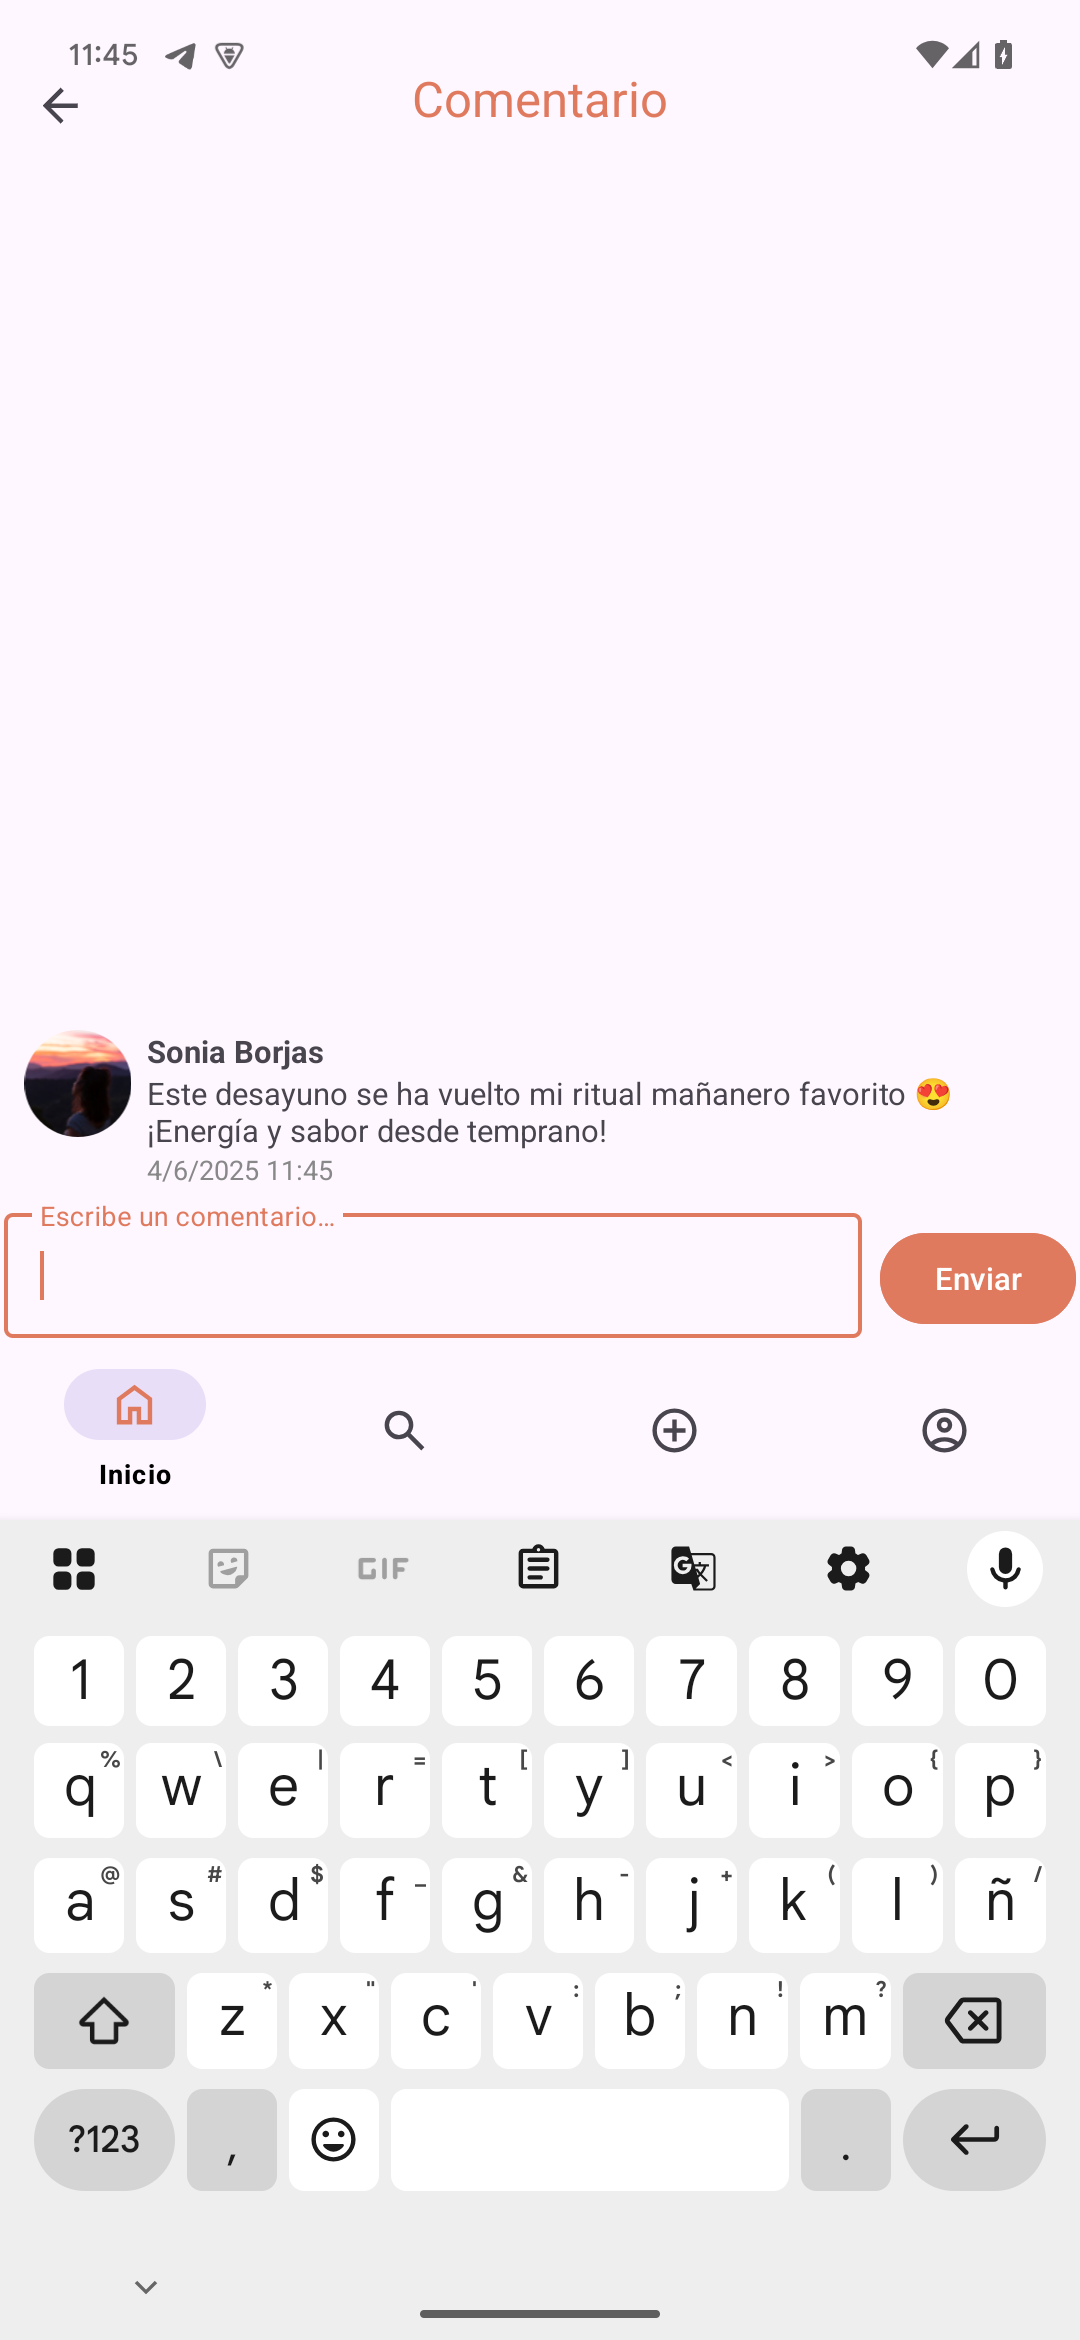 11:45
Comentario
Sonia Borjas
Este desayuno se ha vuelto mi ritual mañanero favorito 😍
¡Energía y sabor desde temprano!
4/6/2025 11:45
Escribe un comentario...
Enviar
Inicio
GIF
G
1 2 3 4 5 6 7 8 9 0
% \ | = [ ] < > { }
q w e r t y u i o p
@ # $ _ & - + ( ) /
a s d f g h j k l ñ
* " ' : ; ! ?
z x c v b n m
?123 , .